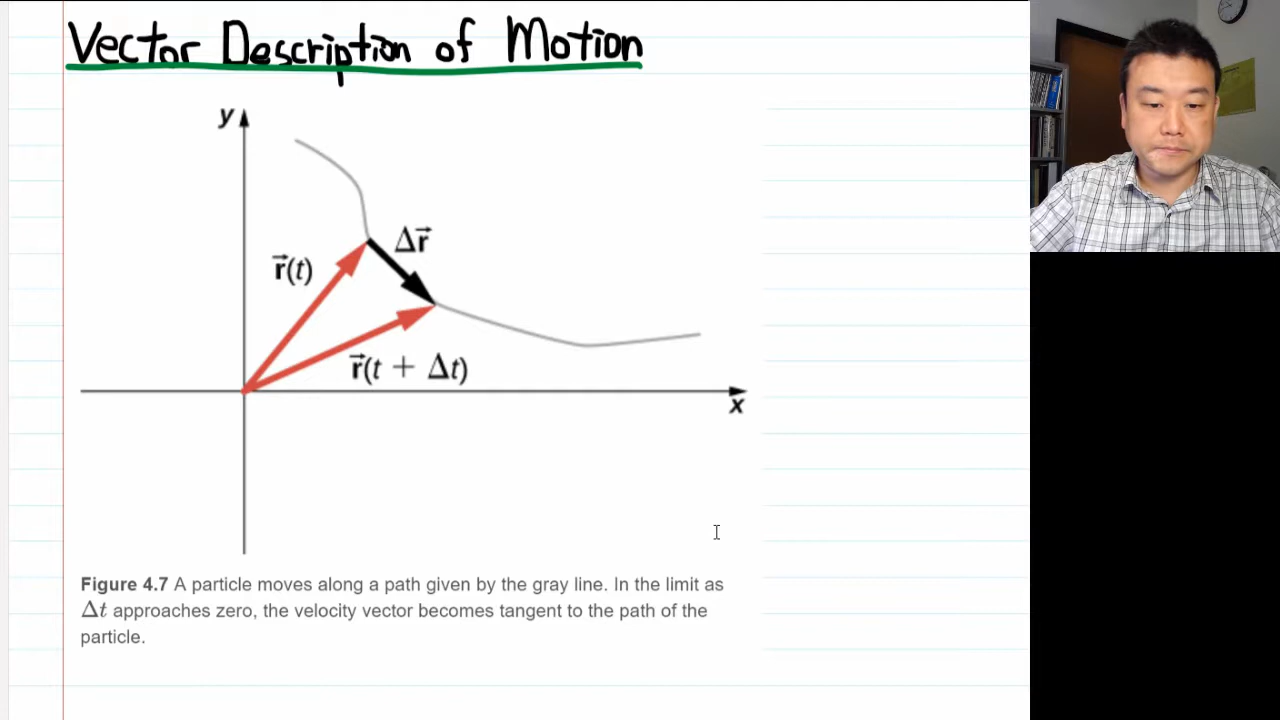 Vector Description of Motion
y
Δr⃗
r⃗(t)
r⃗(t + Δt)
x
Figure 4.7 A particle moves along a path given by the gray line. In the limit as
Δt approaches zero, the velocity vector becomes tangent to the path of the
particle.